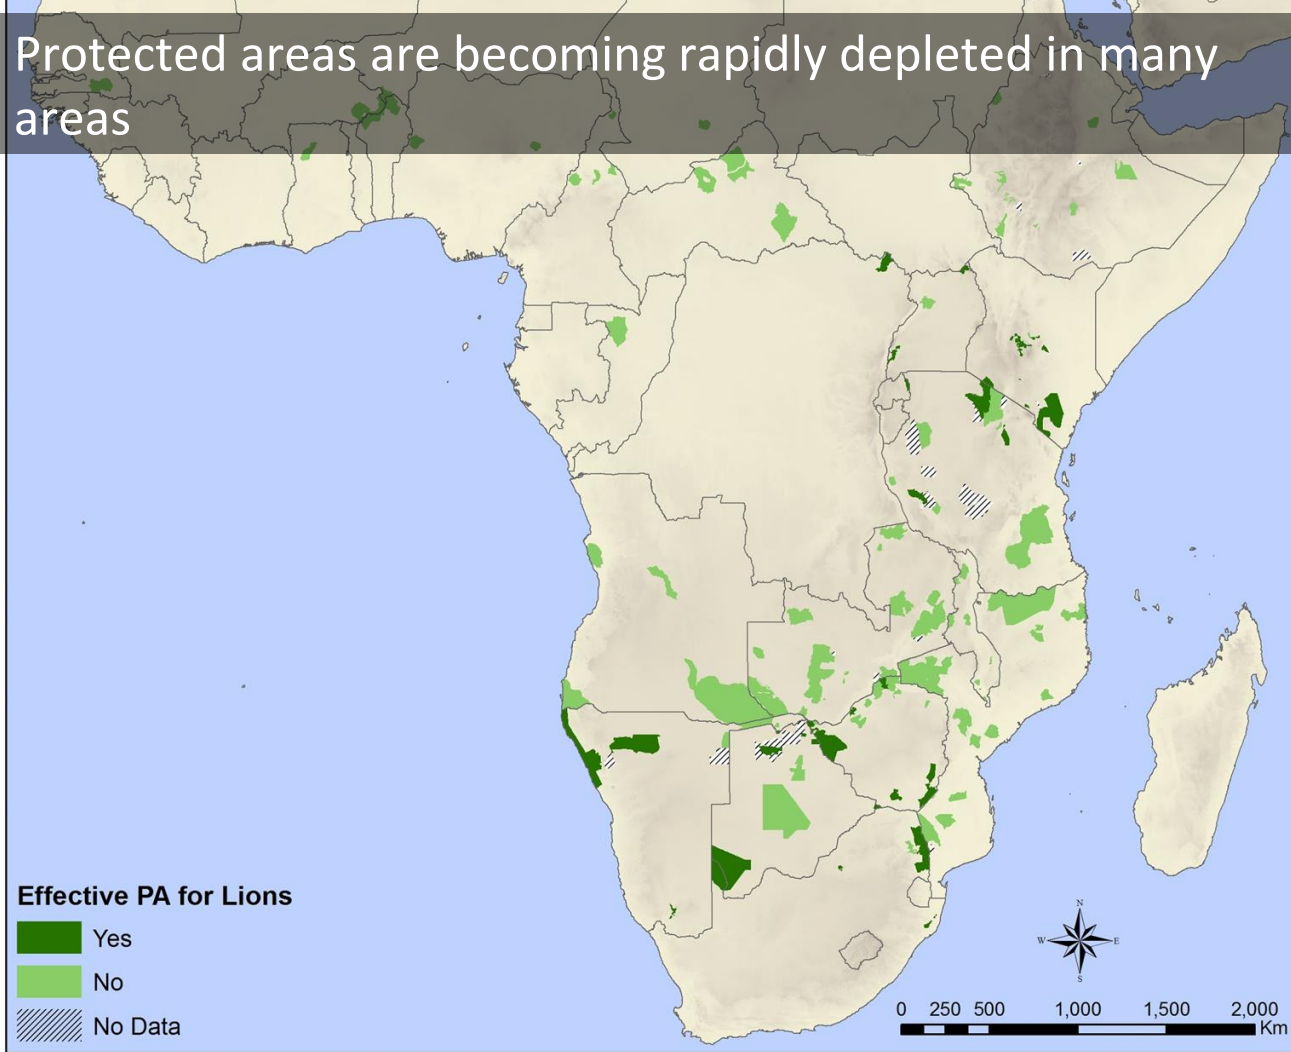 Protected areas are becoming rapidly depleted in many
areas
Effective PA for Lions
Yes
No
No Data
N
W E
S
0 250 500 1,000 1,500 2,000
Km